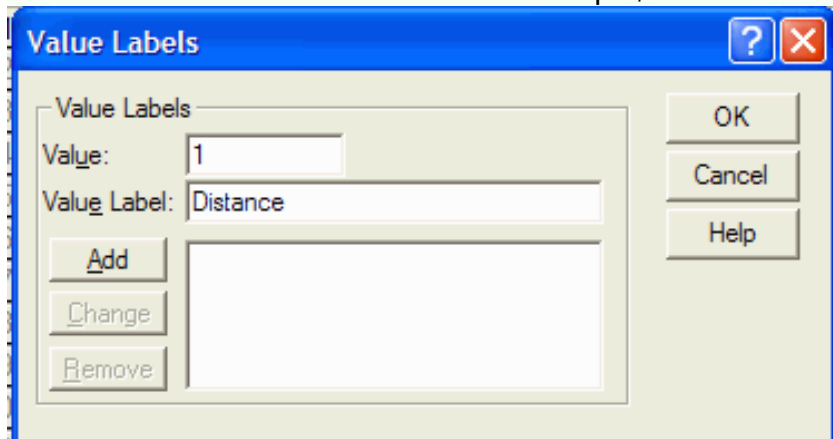 Value Labels
Value Labels
Value: 1
Value Label: Distance
Add
Change
Remove
OK
Cancel
Help